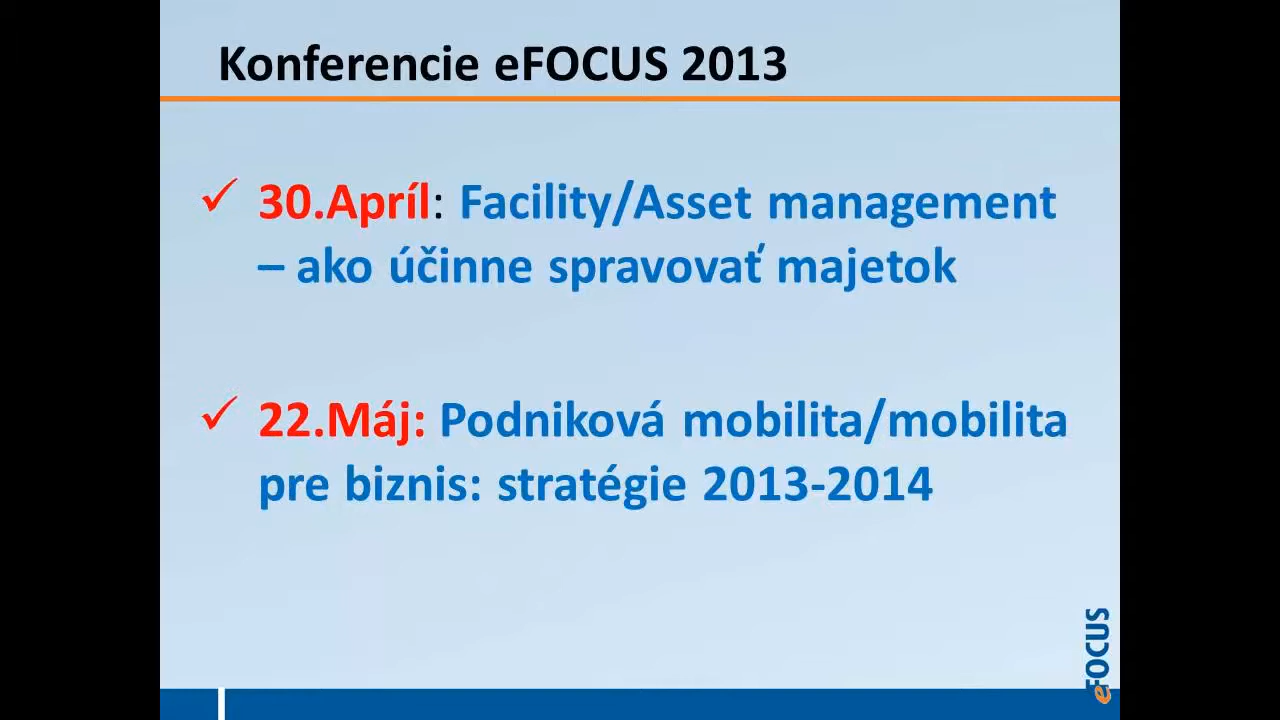 Konferencie eFOCUS 2013
30.Apríl: Facility/Asset management
– ako účinne spravovať majetok
22.Máj: Podniková mobilita/mobilita
pre biznis: stratégie 2013-2014
eFOCUS